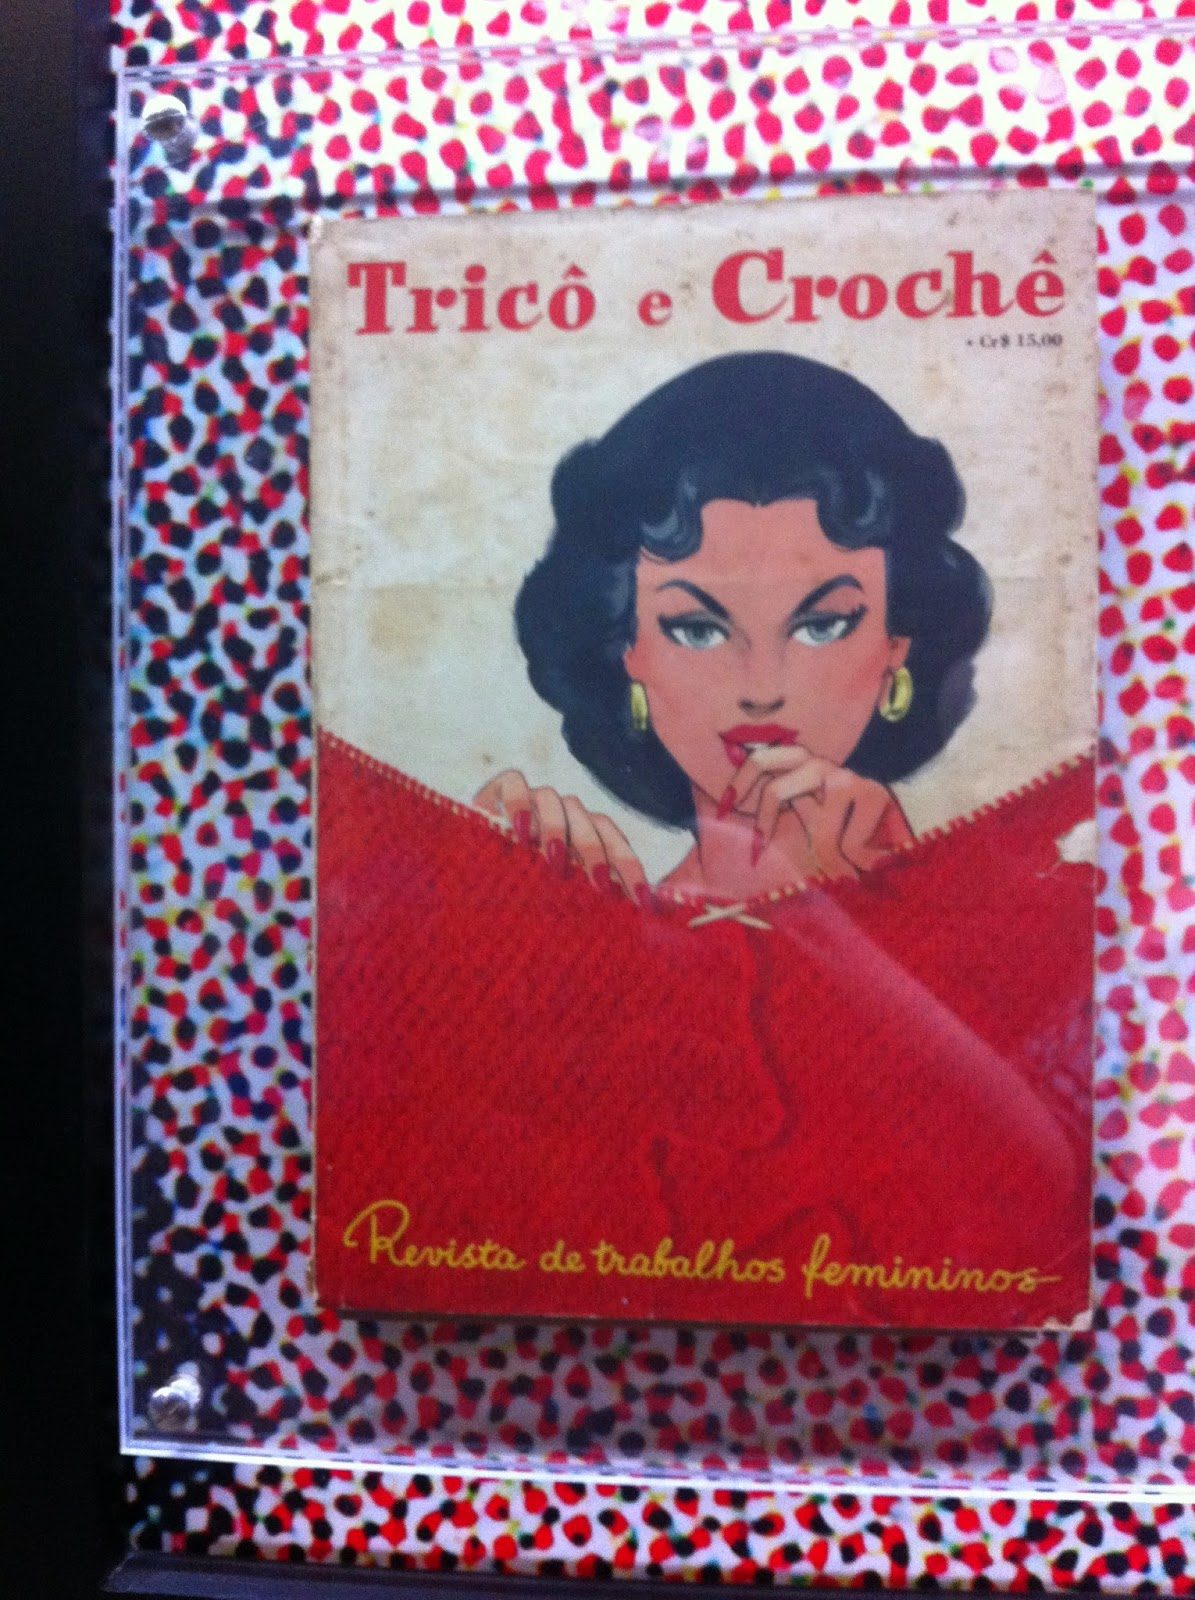 Tricô e Crochê
• Cr$ 15,00
Revista de trabalhos femininos